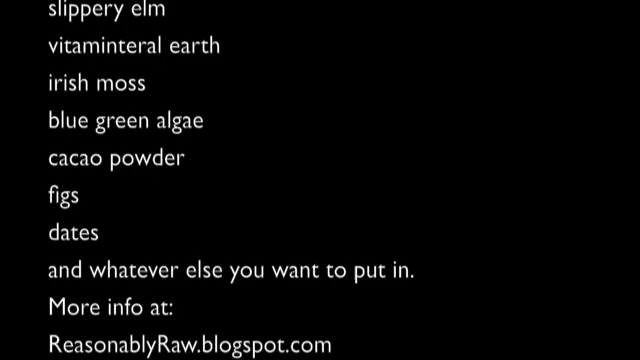 slippery elm
vitaminteral earth
irish moss
blue green algae
cacao powder
figs
dates
and whatever else you want to put in.
More info at:
ReasonablyRaw.blogspot.com